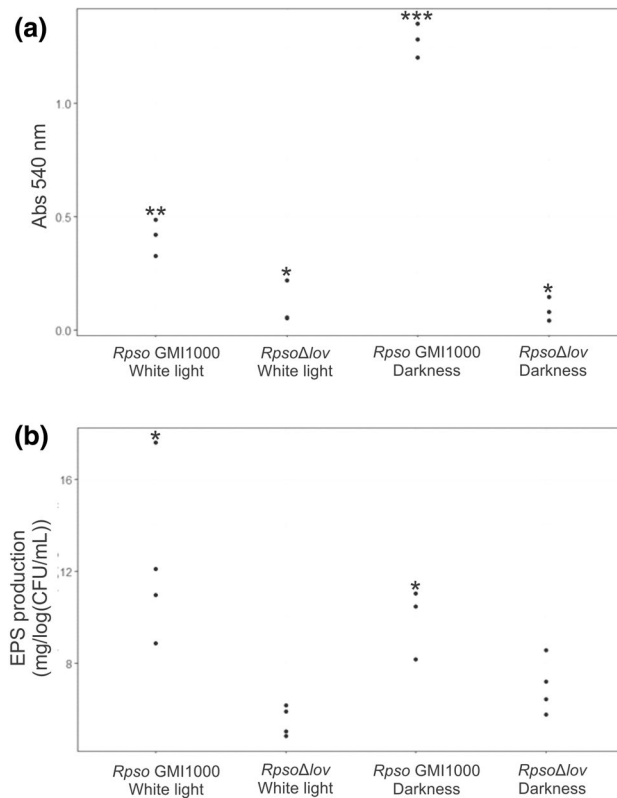 (a)
Abs 540 nm
1.0
0.5
0.0
**
*
***
*
Rpso GMI1000
White light
RpsoΔlov
White light
Rpso GMI1000
Darkness
RpsoΔlov
Darkness
(b)
EPS production
(mg/log(CFU/mL))
16
12
8
*
*
Rpso GMI1000
White light
RpsoΔlov
White light
Rpso GMI1000
Darkness
RpsoΔlov
Darkness